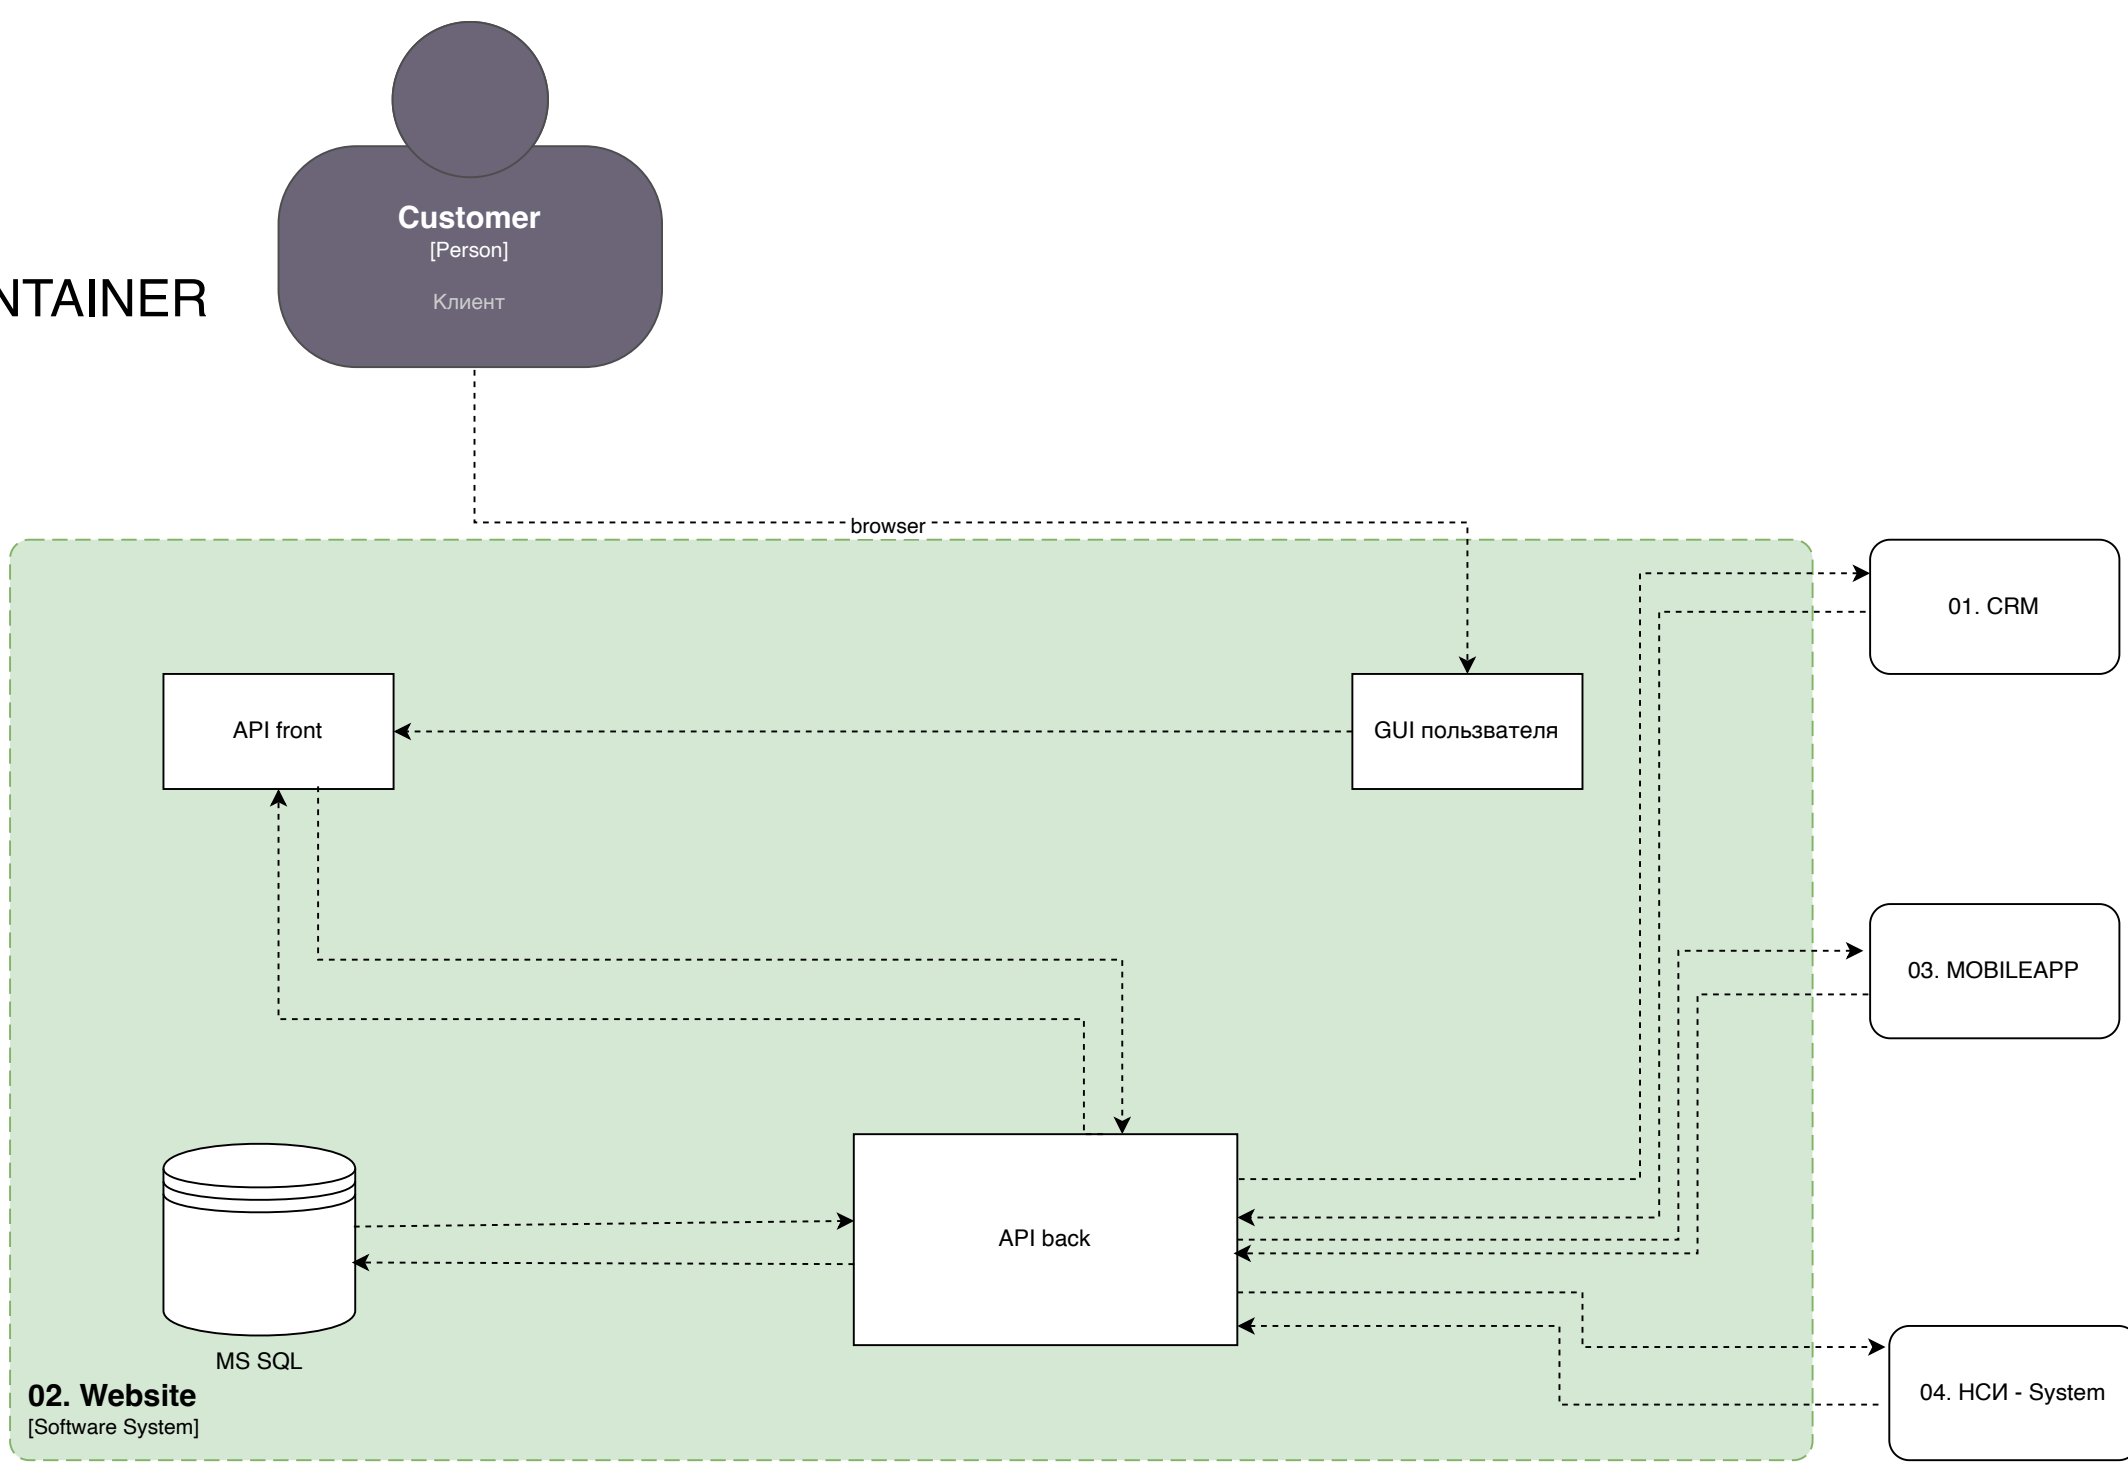 Customer
[Person]
Клиент
NTAINER
browser
01. CRM
API front
GUI пользвателя
03. MOBILEAPP
API back
MS SQL
02. Website
[Software System]
04. НСИ - System